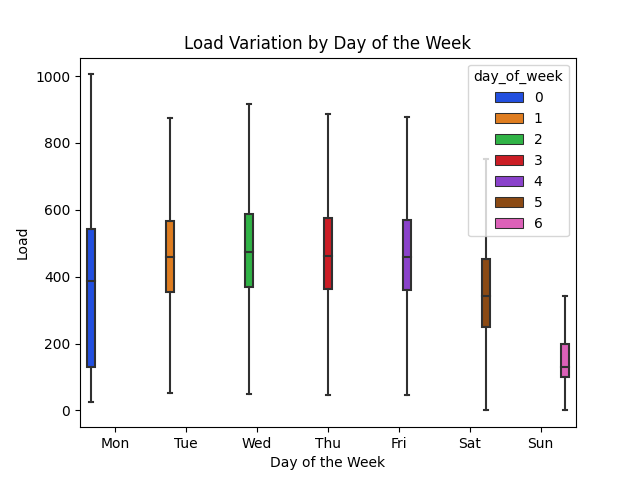 Load Variation by Day of the Week
day_of_week
0
1
2
3
4
5
6
1000
800
600
400
200
0
Load
Mon Tue Wed Thu Fri Sat Sun
Day of the Week